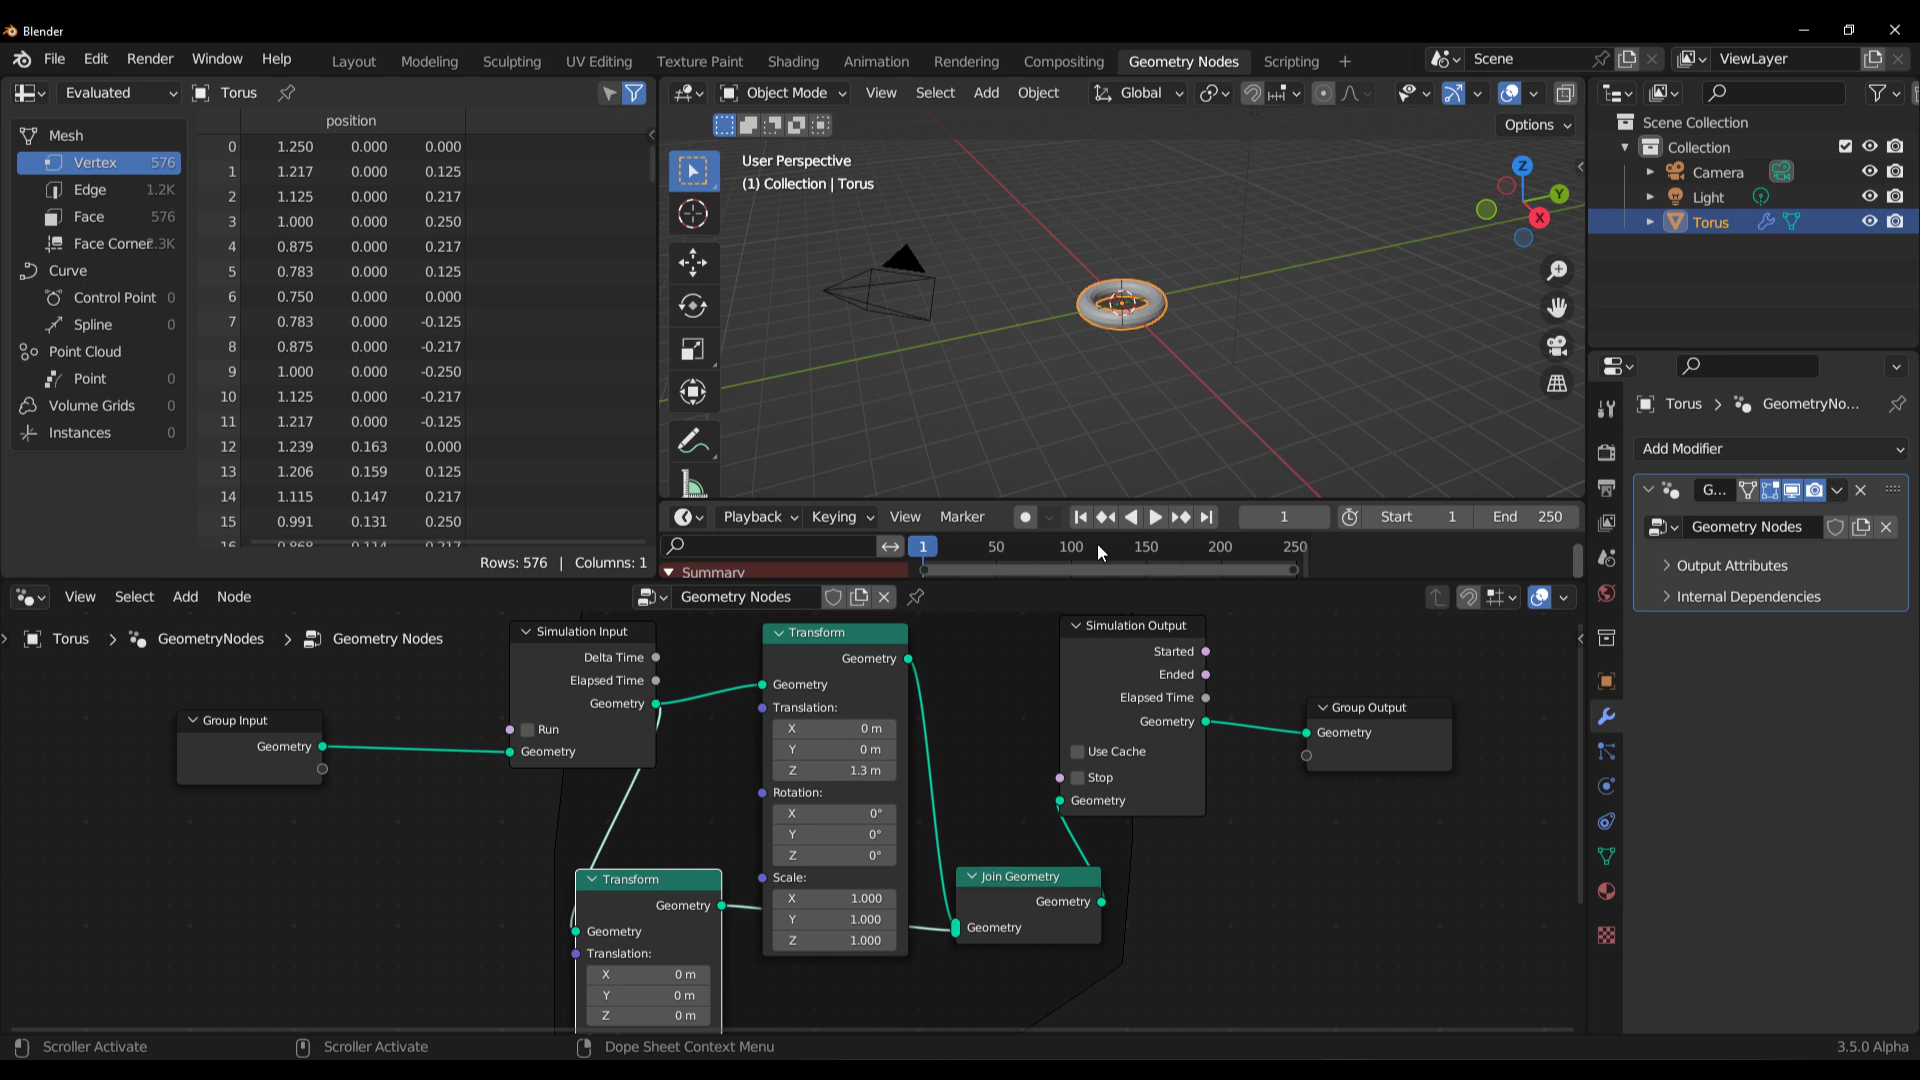 Blender
File Edit Render Window Help Layout Modeling Sculpting UV Editing Texture Paint Shading Animation Rendering Compositing Geometry Nodes Scripting + Scene ViewLayer
Evaluated Torus
position
Mesh
Vertex 576
Edge 1.2K
Face 576
Face Corne 2.3K
Curve
Control Point 0
Spline 0
Point Cloud
Point 0
Volume Grids 0
Instances 0
0 1.250 0.000 0.000
1 1.217 0.000 0.125
2 1.125 0.000 0.217
3 1.000 0.000 0.250
4 0.875 0.000 0.217
5 0.783 0.000 0.125
6 0.750 0.000 0.000
7 0.783 0.000 -0.125
8 0.875 0.000 -0.217
9 1.000 0.000 -0.250
10 1.125 0.000 -0.217
11 1.217 0.000 -0.125
12 1.239 0.163 0.000
13 1.206 0.159 0.125
14 1.115 0.147 0.217
15 0.991 0.131 0.250
16 0.868 0.114 0.217
Rows: 576 | Columns: 1
Object Mode View Select Add Object Global
Options
User Perspective
(1) Collection | Torus
Z
Y
X
Playback Keying View Marker 1 Start 1 End 250
1 50 100 150 200 250
Summary
Scene Collection
Collection
Camera
Light
Torus
Torus > GeometryNo...
Add Modifier
G...
Geometry Nodes
> Output Attributes
> Internal Dependencies
View Select Add Node Geometry Nodes
Torus > GeometryNodes > Geometry Nodes
Group Input
Geometry
Simulation Input
Delta Time
Elapsed Time
Geometry
Run
Geometry
Transform
Geometry
Geometry
Translation:
X 0 m
Y 0 m
Z 1.3 m
Rotation:
X 0°
Y 0°
Z 0°
Scale:
X 1.000
Y 1.000
Z 1.000
Transform
Geometry
Geometry
Translation:
X 0 m
Y 0 m
Z 0 m
Join Geometry
Geometry
Geometry
Simulation Output
Started
Ended
Elapsed Time
Geometry
Use Cache
Stop
Geometry
Group Output
Geometry
Scroller Activate Scroller Activate Dope Sheet Context Menu 3.5.0 Alpha